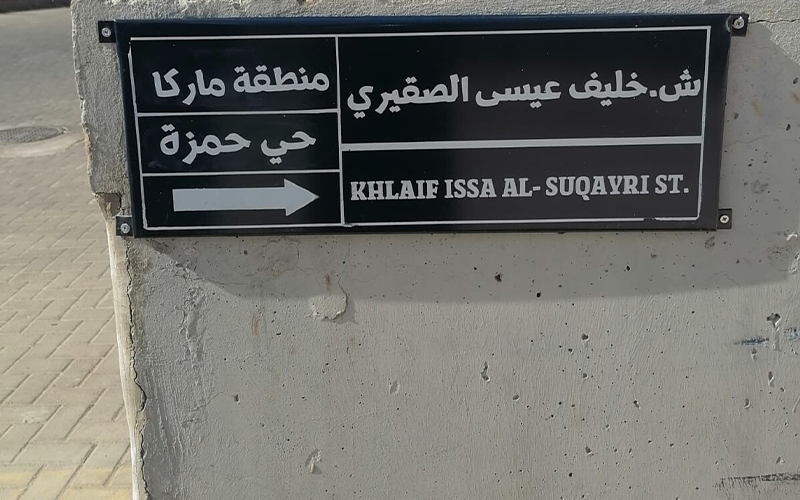 ش.خليف عيسى الصقيري
KHLAIF ISSA AL- SUQAYRI ST.
منطقة ماركا
حي حمزة